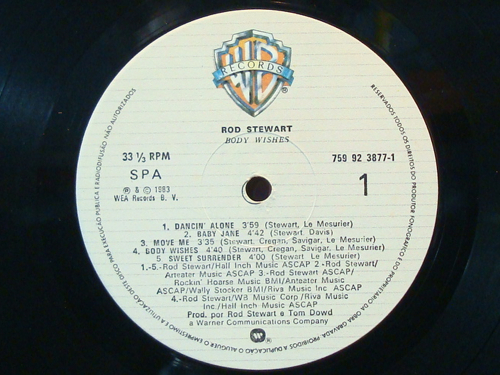 WB
RECORDS
®
ROD STEWART
BODY WISHES
33 1/3 RPM
759 92 3877-1
SPA
1
℗ & © 1983
WEA Records B. V.
1. DANCIN' ALONE 3'59 (Stewart, Le Mesurier)
2. BABY JANE 4'42 (Stewart, Davis)
3. MOVE ME 3'35 (Stewart, Cregan, Savigar, Le Mesurier)
4. BODY WISHES 4'40 (Stewart, Cregan, Savigar, Le Mesurier)
5 SWEET SURRENDER 4'00 (Stewart Le Mesurier)
1.-5.-Rod Stewart/Hall Inch Music ASCAP 2.-Rod Stewart/
Anteater Music ASCAP 3.-Rod Stewart ASCAP/
Rockin' Hoarse Music BMI/Anteater Music
ASCAP/Wally Stocker BMI/Riva Music Inc ASCAP
4.-Rod Stewart/WB Music Corp /Riva Music
Inc/Hall Inch Music ASCAP
Prod. por Rod Stewart e Tom Dowd
a Warner Communications Company
RESERVADOS TODOS OS DIREITOS DO PRODUTOR FONOGRÁFICO E DO PROPRIETÁRIO DA OBRA GRAVADA. PROIBIDOS A DUPLICAÇÃO O ALUGUER O EMPRÉSTIMO E A UTILIZAÇÃO DESTE DISCO PARA EXECUÇÃO PÚBLICA E RADIODIFUSÃO NÃO AUTORIZADOS